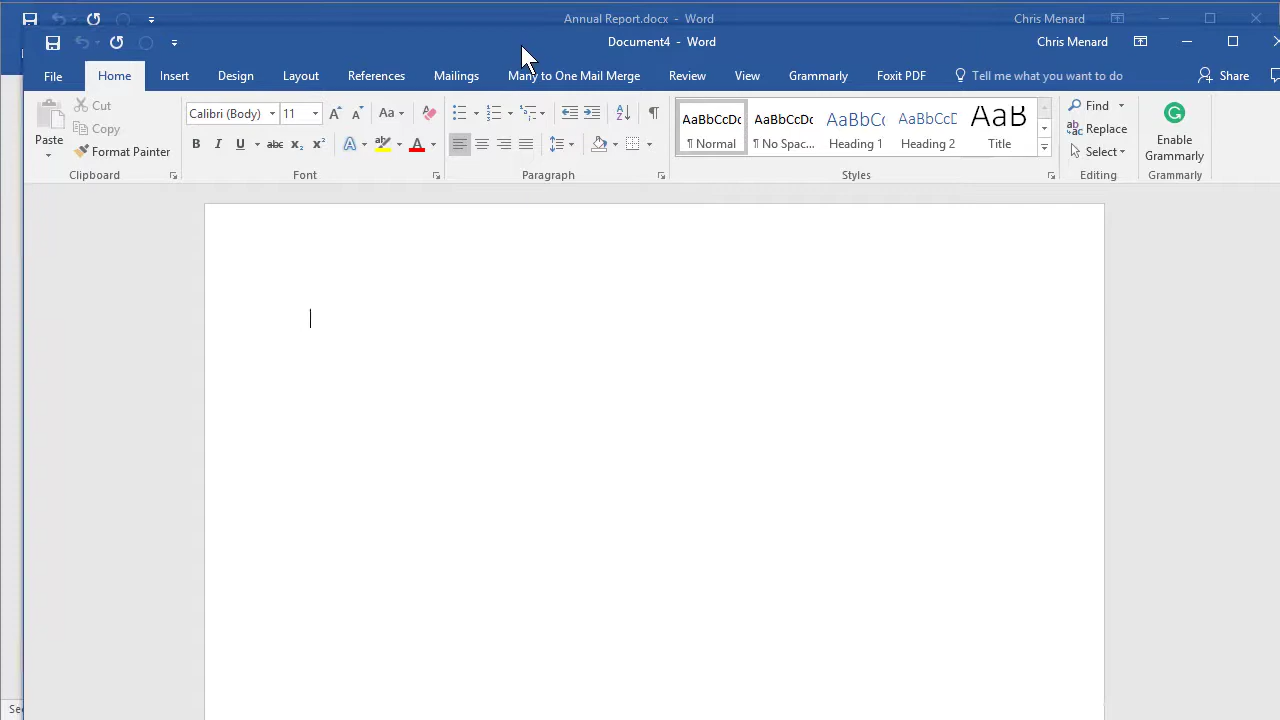 Annual Report.docx - Word Chris Menard
Document4 - Word Chris Menard
File Home Insert Design Layout References Mailings Many to One Mail Merge Review View Grammarly Foxit PDF Tell me what you want to do Share
Paste Cut Copy Format Painter
Clipboard
Calibri (Body) 11 Aa
B I U abc x₂ x² A A
Font
Paragraph
AaBbCcDc AaBbCcDc AaBbCc AaBbCcD AaB
¶ Normal ¶ No Spac... Heading 1 Heading 2 Title
Styles
Find
Replace
Select
Editing
Enable
Grammarly
Grammarly